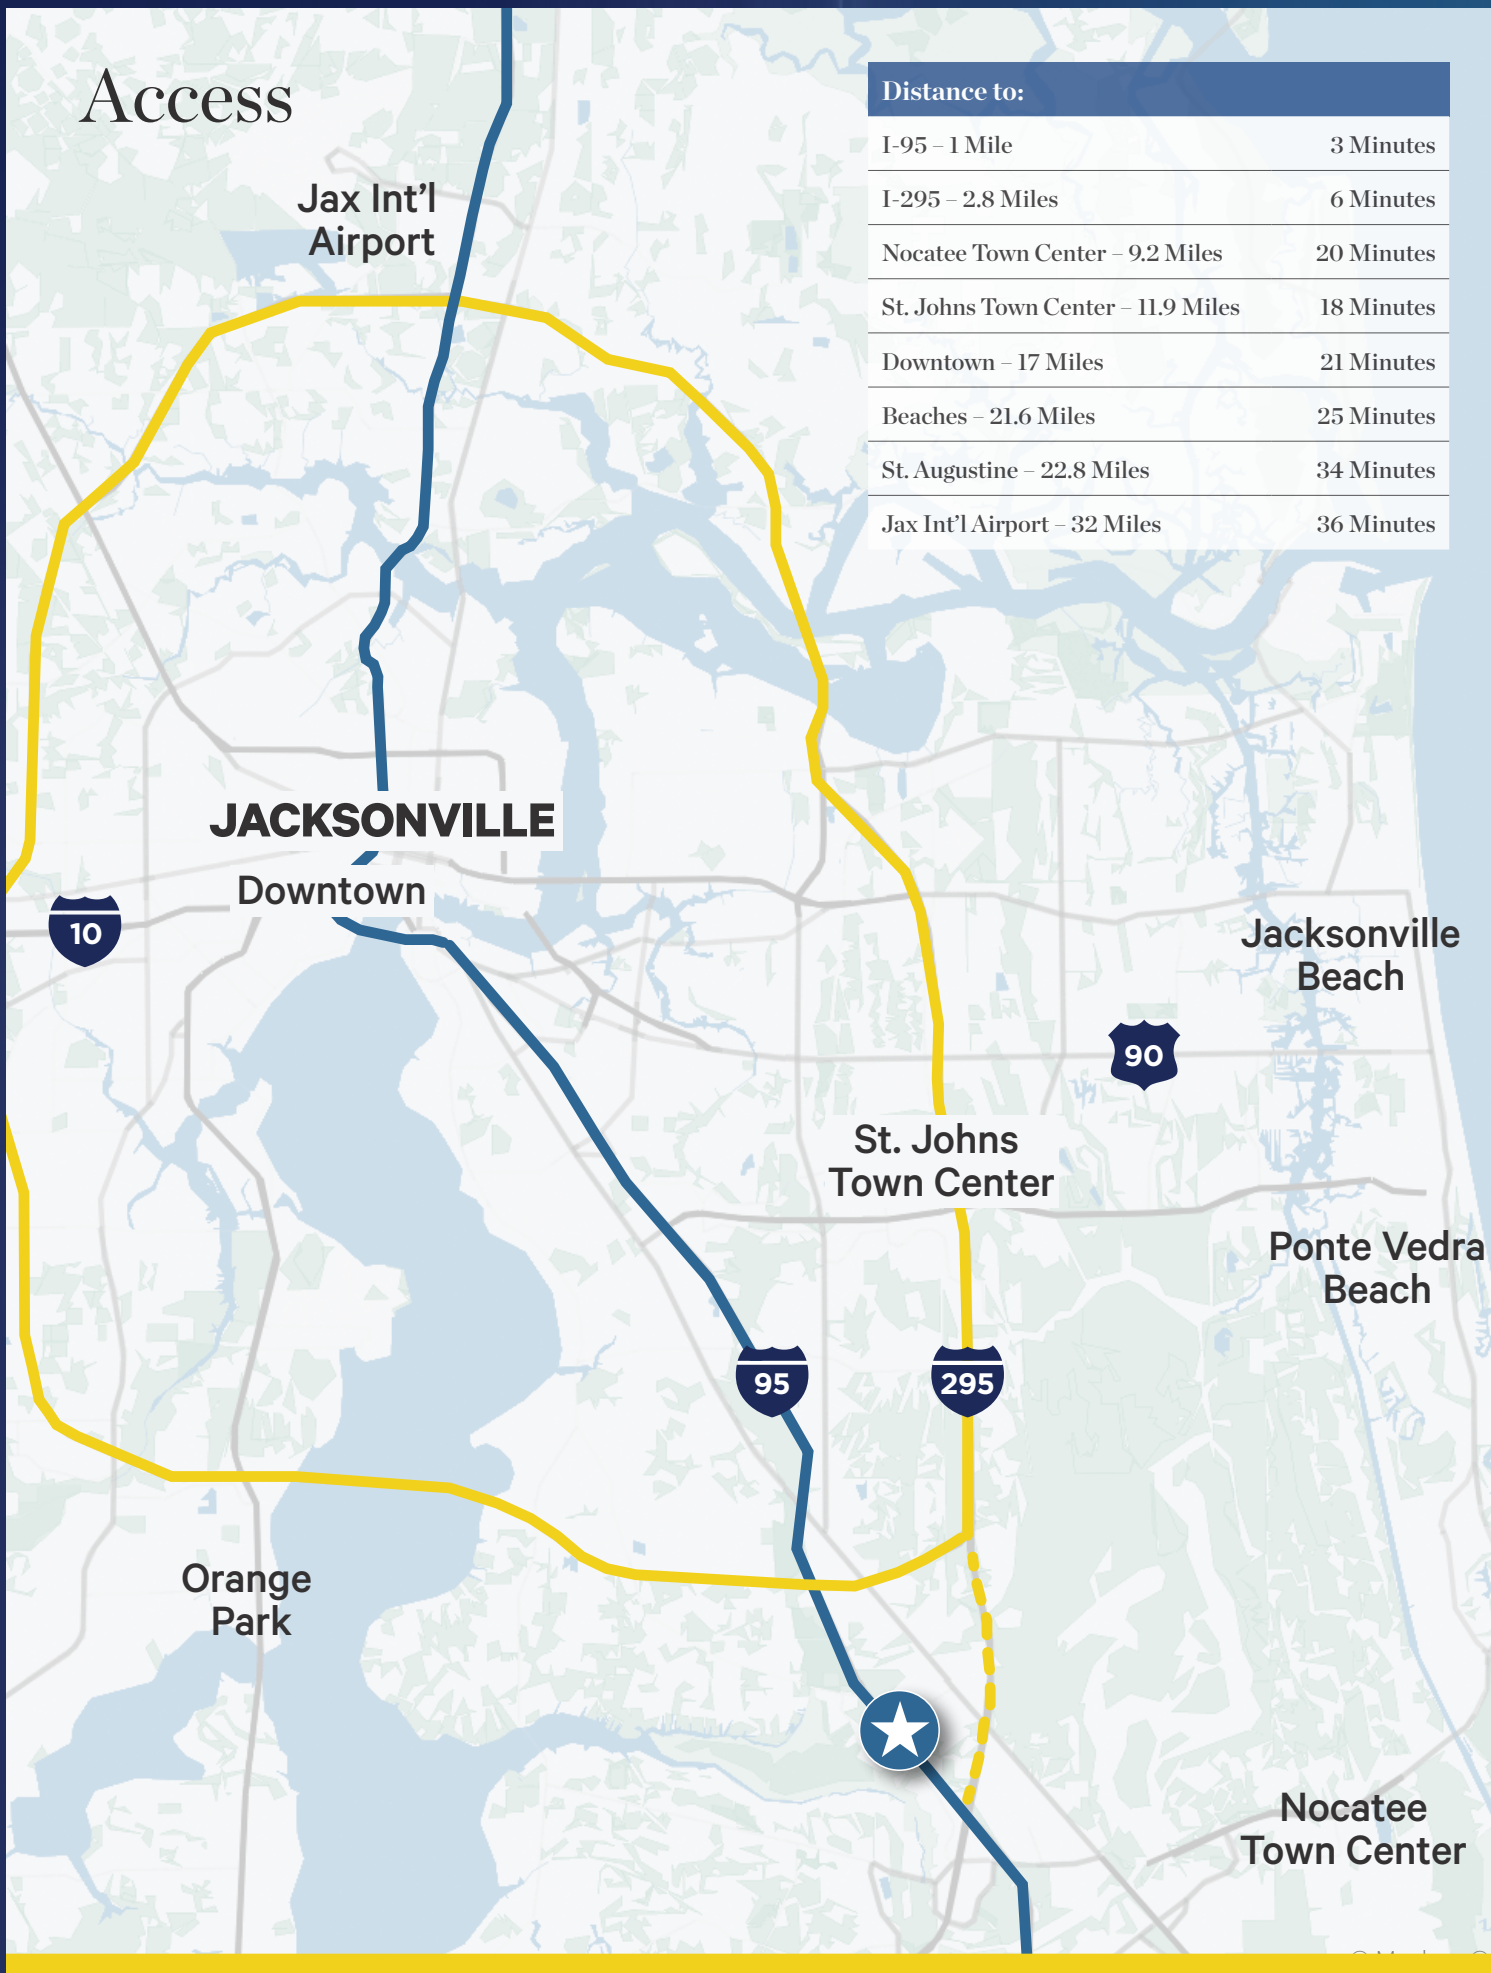 Access
Distance to:
I-95 – 1 Mile 3 Minutes
I-295 – 2.8 Miles 6 Minutes
Nocatee Town Center – 9.2 Miles 20 Minutes
St. Johns Town Center – 11.9 Miles 18 Minutes
Downtown – 17 Miles 21 Minutes
Beaches – 21.6 Miles 25 Minutes
St. Augustine – 22.8 Miles 34 Minutes
Jax Int’l Airport – 32 Miles 36 Minutes
Jax Int’l
Airport
JACKSONVILLE
Downtown
10
Jacksonville
Beach
90
St. Johns
Town Center
Ponte Vedra
Beach
95
295
Orange
Park
Nocatee
Town Center